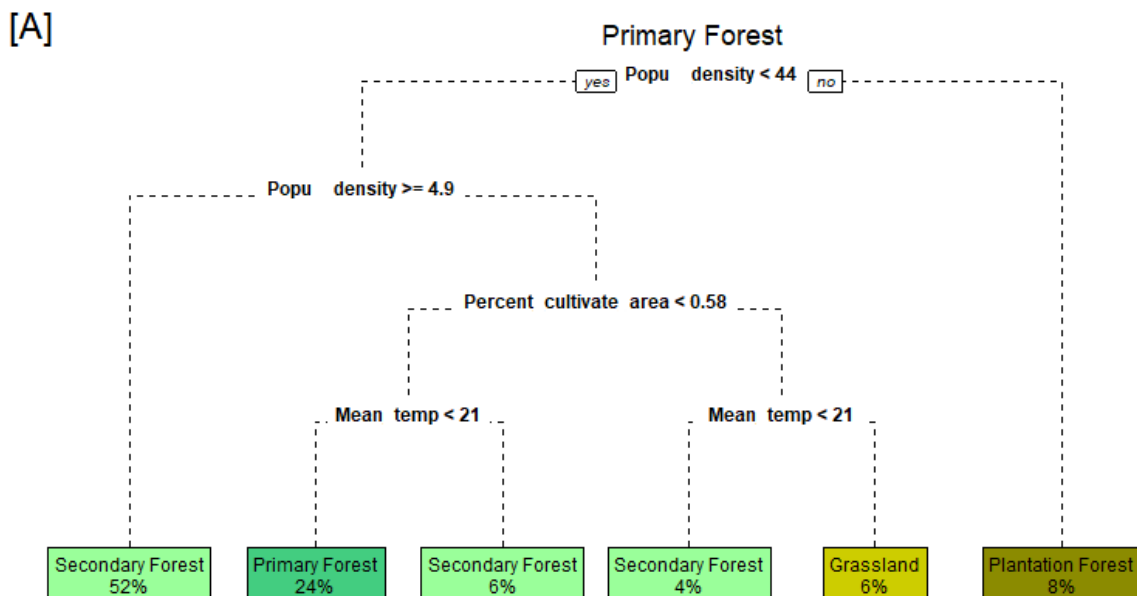 [A]
Primary Forest
yes Popu density < 44 no
Popu density >= 4.9
Percent cultivate area < 0.58
Mean temp < 21 Mean temp < 21
Secondary Forest Primary Forest Secondary Forest Secondary Forest Grassland Plantation Forest
52% 24% 6% 4% 6% 8%